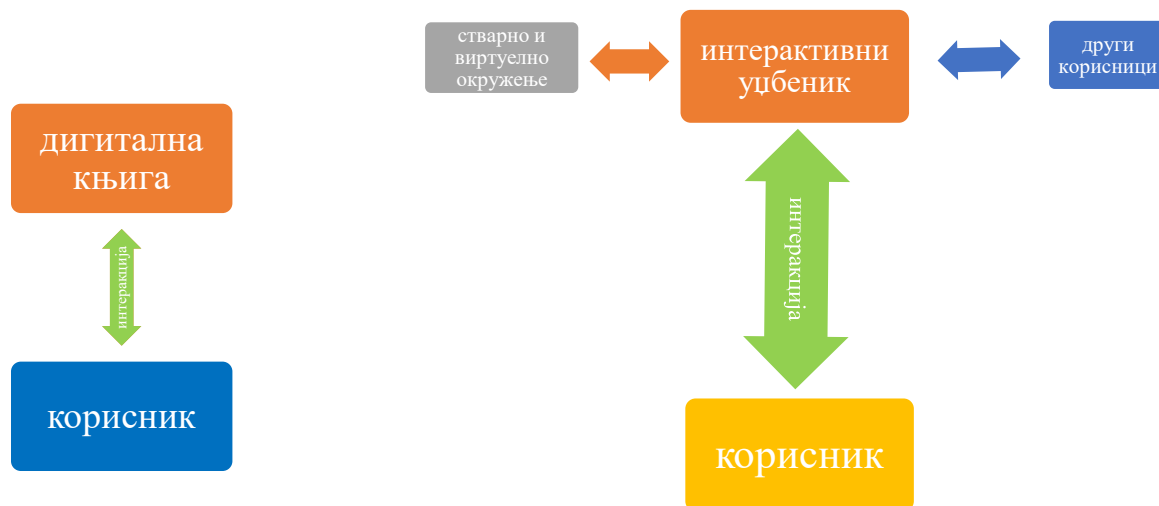 дигитална
књига
интеракција
корисник
стварно и
виртуелно
окружење
интерактивни
уџбеник
други
корисници
интеракција
корисник